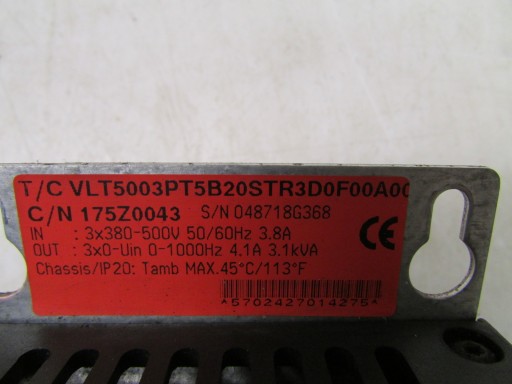 T/C VLT5003PT5B20STR3D0F00A00
C/N 175Z0043 S/N 048718G368 CE
IN : 3x380-500V 50/60Hz 3.8A
OUT : 3x0-Uin 0-1000Hz 4.1A 3.1kVA
Chassis/IP20: Tamb MAX.45°C/113°F
*5702427014275*